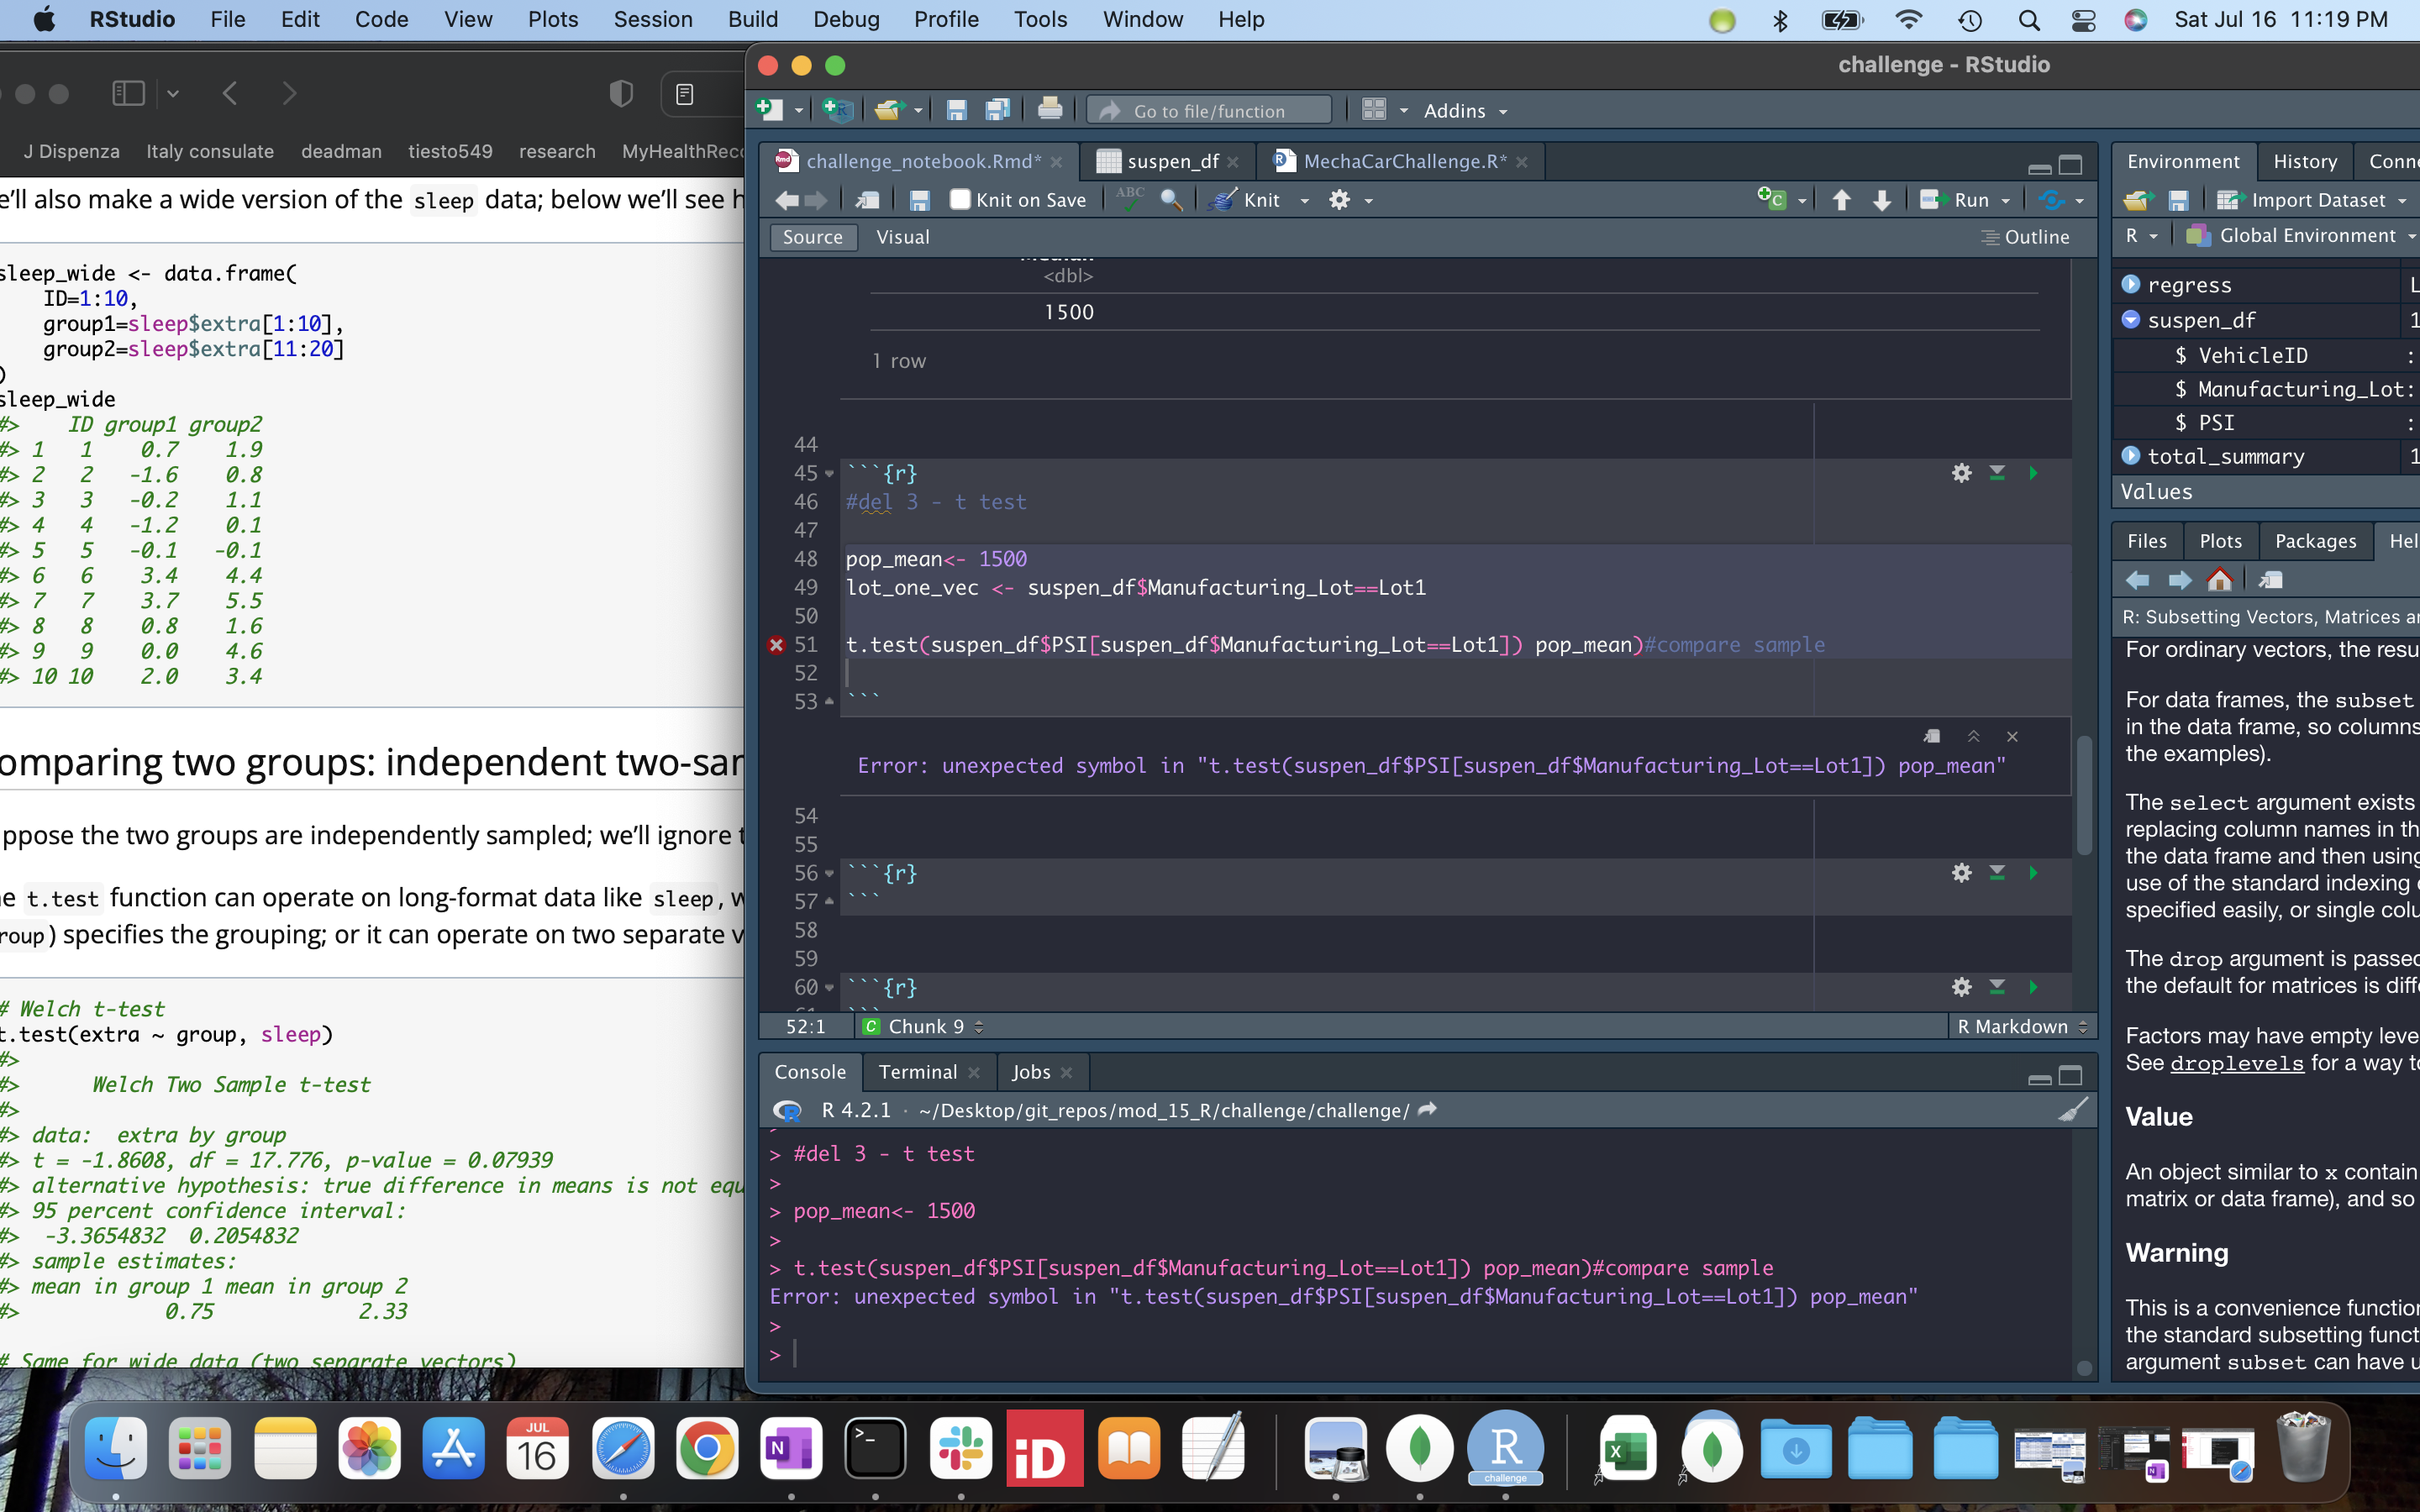 RStudio File Edit Code View Plots Session Build Debug Profile Tools Window Help Sat Jul 16 11:19 PM
J Dispenza Italy consulate deadman tiesto549 research MyHealthReco
e'll also make a wide version of the sleep data; below we'll see h
sleep_wide <- data.frame(
ID=1:10,
group1=sleep$extra[1:10],
group2=sleep$extra[11:20]
)
sleep_wide
#> ID group1 group2
#> 1 1 0.7 1.9
#> 2 2 -1.6 0.8
#> 3 3 -0.2 1.1
#> 4 4 -1.2 0.1
#> 5 5 -0.1 -0.1
#> 6 6 3.4 4.4
#> 7 7 3.7 5.5
#> 8 8 0.8 1.6
#> 9 9 0.0 4.6
#> 10 10 2.0 3.4
omparing two groups: independent two-sar
ppose the two groups are independently sampled; we'll ignore t
e t.test function can operate on long-format data like sleep, w
roup) specifies the grouping; or it can operate on two separate v
# Welch t-test
t.test(extra ~ group, sleep)
#>
#> Welch Two Sample t-test
#>
#> data: extra by group
#> t = -1.8608, df = 17.776, p-value = 0.07939
#> alternative hypothesis: true difference in means is not equ
#> 95 percent confidence interval:
#> -3.3654832 0.2054832
#> sample estimates:
#> mean in group 1 mean in group 2
#> 0.75 2.33
# Same for wide data (two separate vectors)
challenge - RStudio
Go to file/function Addins
challenge_notebook.Rmd* suspen_df MechaCarChallenge.R*
Knit on Save ABC Knit Run
Source Visual Outline
<dbl>
1500
1 row
44
45 ```{r}
46 #del 3 - t test
47
48 pop_mean<- 1500
49 lot_one_vec <- suspen_df$Manufacturing_Lot==Lot1
50
51 t.test(suspen_df$PSI[suspen_df$Manufacturing_Lot==Lot1]) pop_mean)#compare sample
52
53 ```
Error: unexpected symbol in "t.test(suspen_df$PSI[suspen_df$Manufacturing_Lot==Lot1]) pop_mean"
54
55
56 ```{r}
57 ```
58
59
60 ```{r}
52:1 C Chunk 9 R Markdown
Console Terminal Jobs
R 4.2.1 · ~/Desktop/git_repos/mod_15_R/challenge/challenge/
> #del 3 - t test
>
> pop_mean<- 1500
>
> t.test(suspen_df$PSI[suspen_df$Manufacturing_Lot==Lot1]) pop_mean)#compare sample
Error: unexpected symbol in "t.test(suspen_df$PSI[suspen_df$Manufacturing_Lot==Lot1]) pop_mean"
>
>
Environment History Conne
Import Dataset
R Global Environment
regress L
suspen_df 1
$ VehicleID :
$ Manufacturing_Lot:
$ PSI :
total_summary 1
Values
Files Plots Packages Hel
R: Subsetting Vectors, Matrices a
For ordinary vectors, the resu
For data frames, the subset
in the data frame, so columns
the examples).
The select argument exists
replacing column names in th
the data frame and then using
use of the standard indexing c
specified easily, or single colu
The drop argument is passed
the default for matrices is diff
Factors may have empty leve
See droplevels for a way to
Value
An object similar to x contain
matrix or data frame), and so
Warning
This is a convenience function
the standard subsetting funct
argument subset can have u
JUL
16
N
>_
iD
R
challenge
X